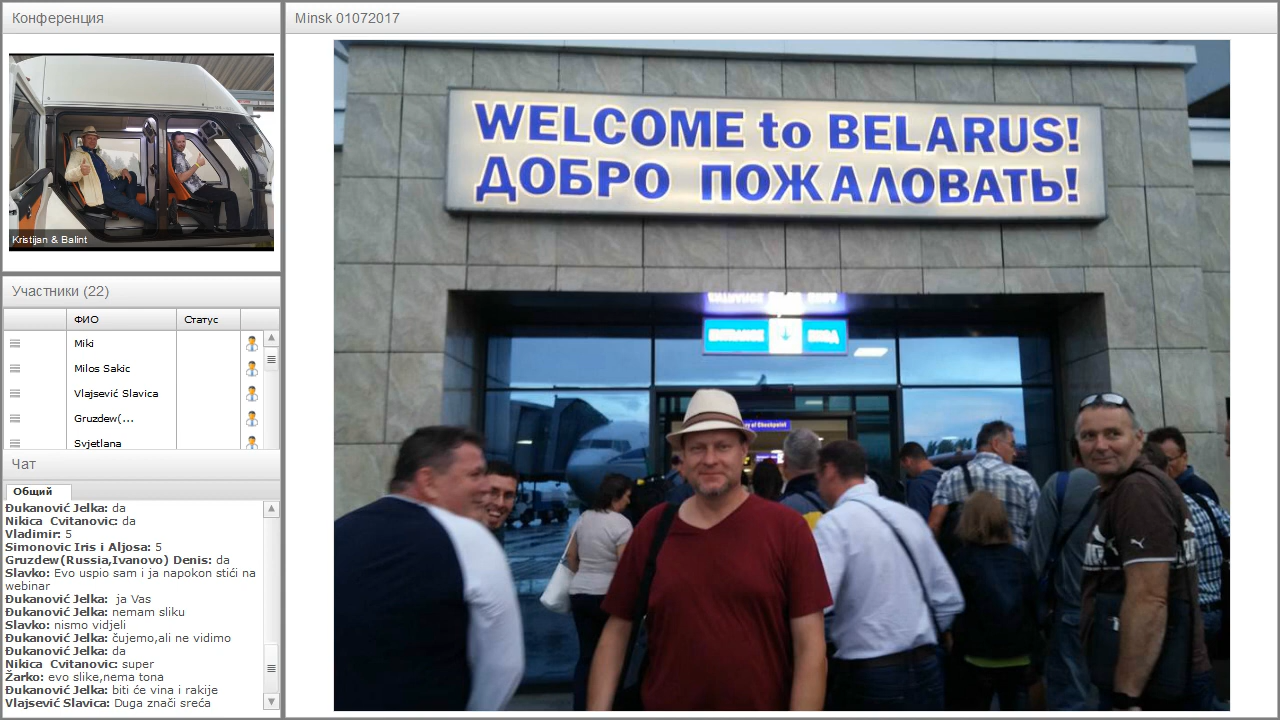 Конференция
Kristijan & Balint
Участники (22)
ФИО
Статус
Miki
Milos Sakic
Vlajsević Slavica
Gruzdew(...
Чат
Общий
Đukanović Jelka: da
Nikica Cvitanovic: da
Vladimir: 5
Simonovic Iris i Aljosa: 5
Gruzdew(Russia,Ivanovo) Denis: da
Slavko: Evo uspio sam i ja napokon stići na
webinar
Đukanović Jelka: ja Vas
Đukanović Jelka: nemam sliku
Slavko: nismo vidjeli
Đukanović Jelka: čujemo,ali ne vidimo
Đukanović Jelka: da
Nikica Cvitanovic: super
Žarko: evo slike,nema tona
Đukanović Jelka: biti će vina i rakije
Vlajsević Slavica: Duga znači sreća
Minsk 01072017
WELCOME to BELARUS!
ДОБРО ПОЖАЛОВАТЬ!
ENTRANCE